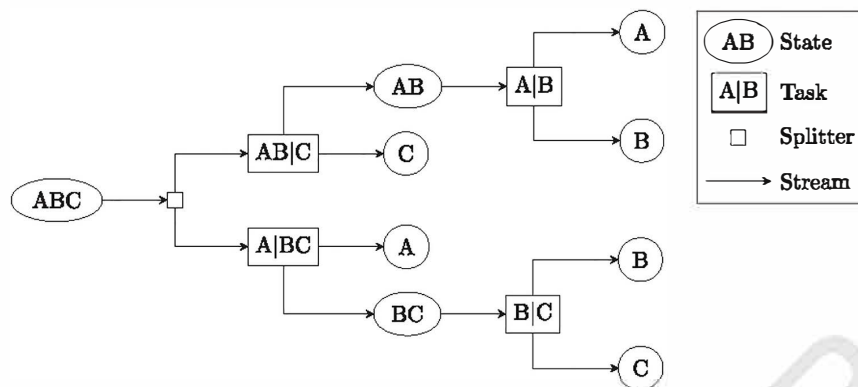 A
AB
A|B
AB|C
C
B
ABC
A|BC
A
B
BC
B|C
C
AB State
A|B Task
Splitter
Stream